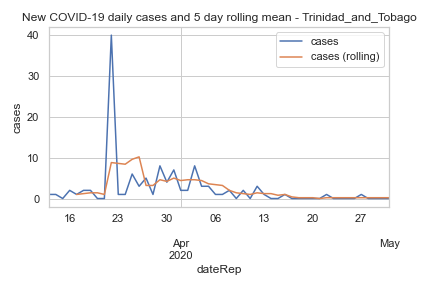 New COVID-19 daily cases and 5 day rolling mean - Trinidad_and_Tobago
cases
cases (rolling)
40
30
20
10
0
cases
16
23
30
06
13
20
27
Apr
2020
May
dateRep